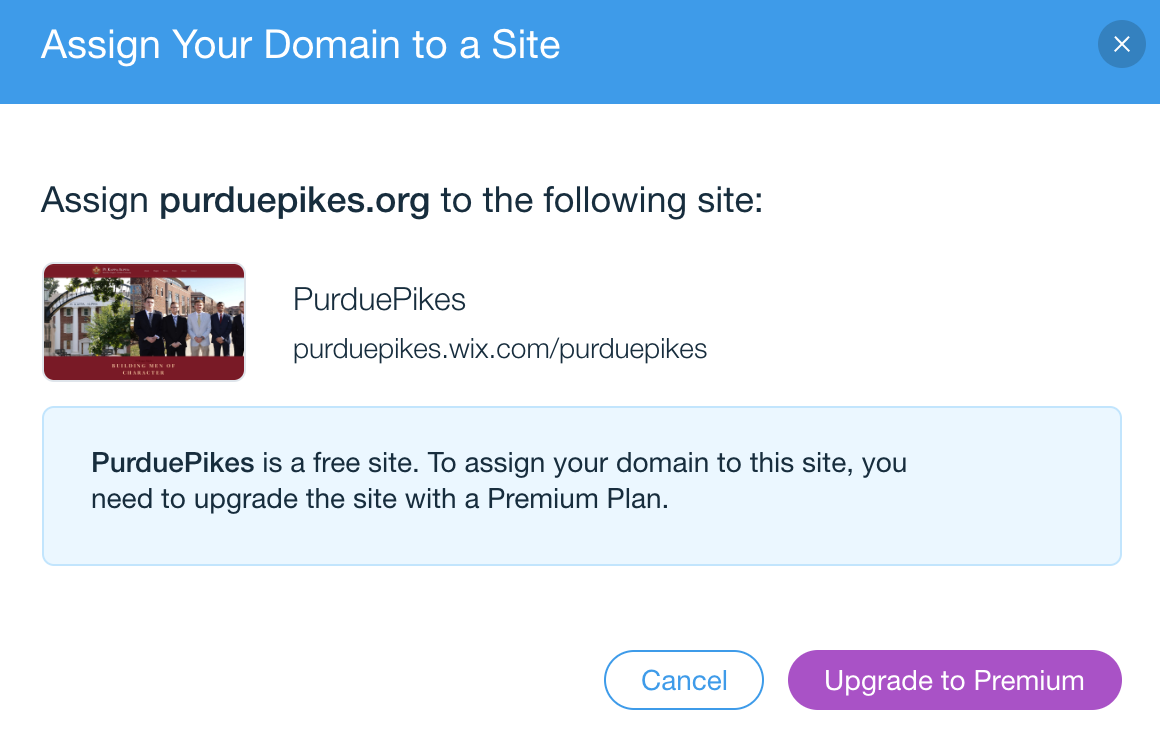 Assign Your Domain to a Site
Assign purduepikes.org to the following site:
PurduePikes
purduepikes.wix.com/purduepikes
BUILDING MEN OF
CHARACTER
PurduePikes is a free site. To assign your domain to this site, you
need to upgrade the site with a Premium Plan.
Cancel
Upgrade to Premium